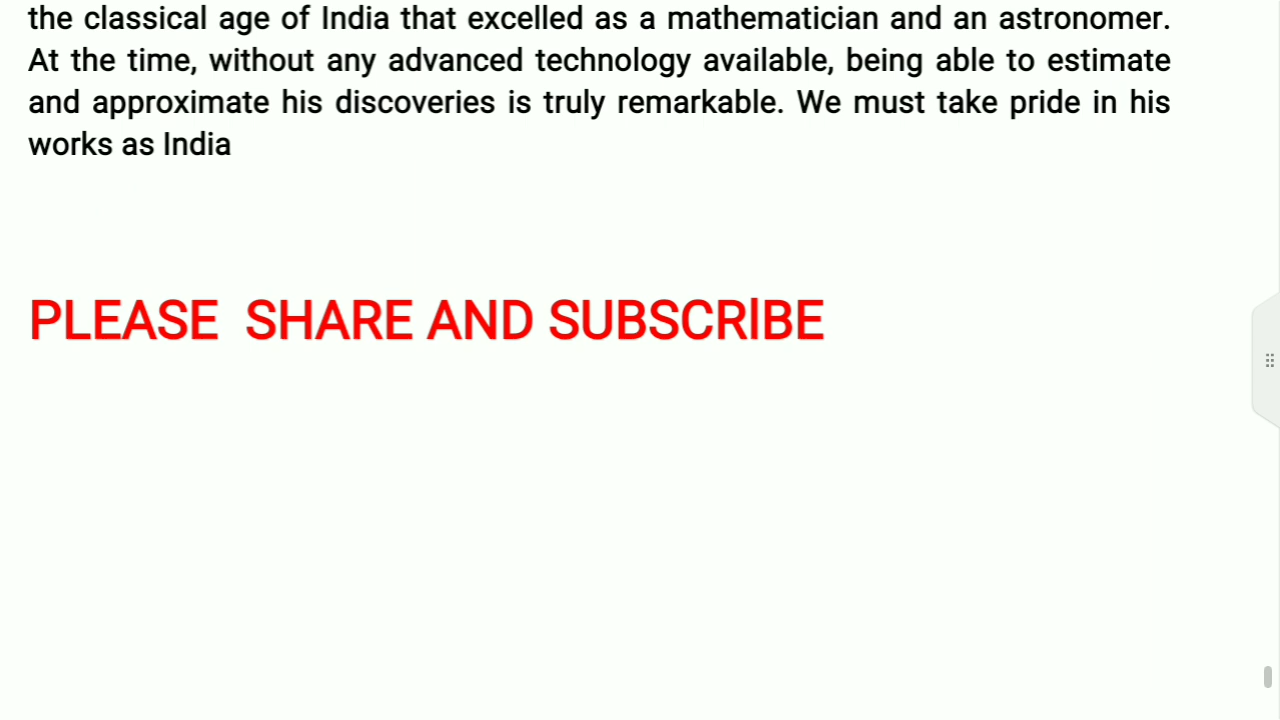 the classical age of India that excelled as a mathematician and an astronomer.
At the time, without any advanced technology available, being able to estimate
and approximate his discoveries is truly remarkable. We must take pride in his
works as India
PLEASE  SHARE AND SUBSCRIBE